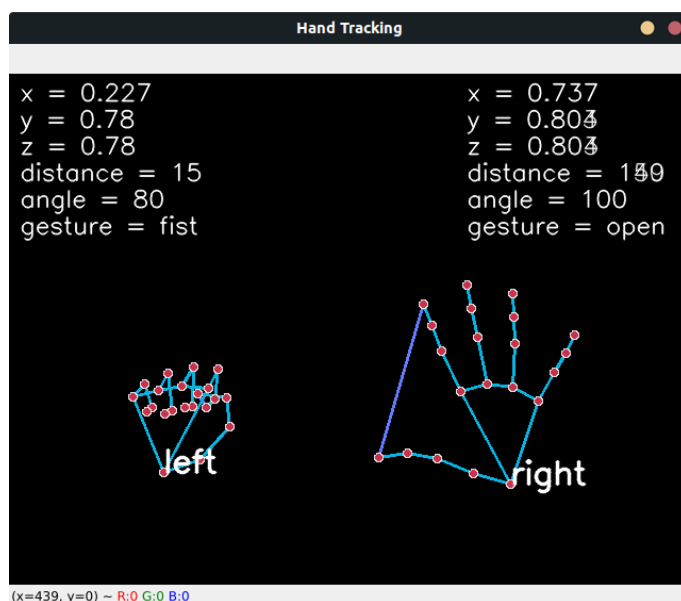 Hand Tracking
x = 0.227
y = 0.78
z = 0.78
distance = 15
angle = 80
gesture = fist
x = 0.737
y =
z =
distance =
angle = 100
gesture = open
left
right
(x=439, y=0) ~ R:0 G:0 B:0